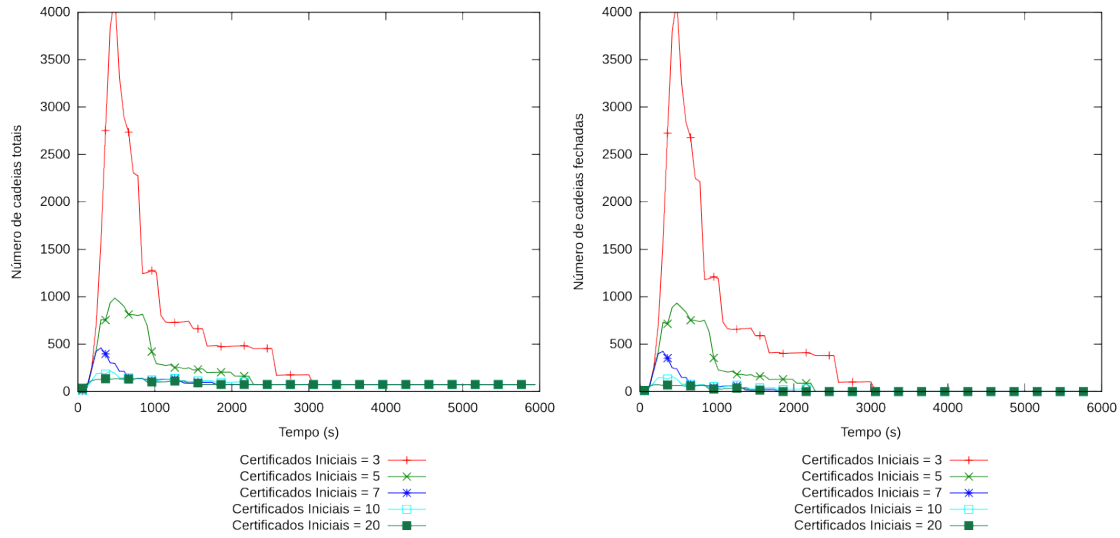 4000
3500
3000
2500
2000
1500
1000
500
0
Número de cadeias totais
0 1000 2000 3000 4000 5000 6000
Tempo (s)
Certificados Iniciais = 3
Certificados Iniciais = 5
Certificados Iniciais = 7
Certificados Iniciais = 10
Certificados Iniciais = 20
4000
3500
3000
2500
2000
1500
1000
500
0
Número de cadeias fechadas
0 1000 2000 3000 4000 5000 6000
Tempo (s)
Certificados Iniciais = 3
Certificados Iniciais = 5
Certificados Iniciais = 7
Certificados Iniciais = 10
Certificados Iniciais = 20